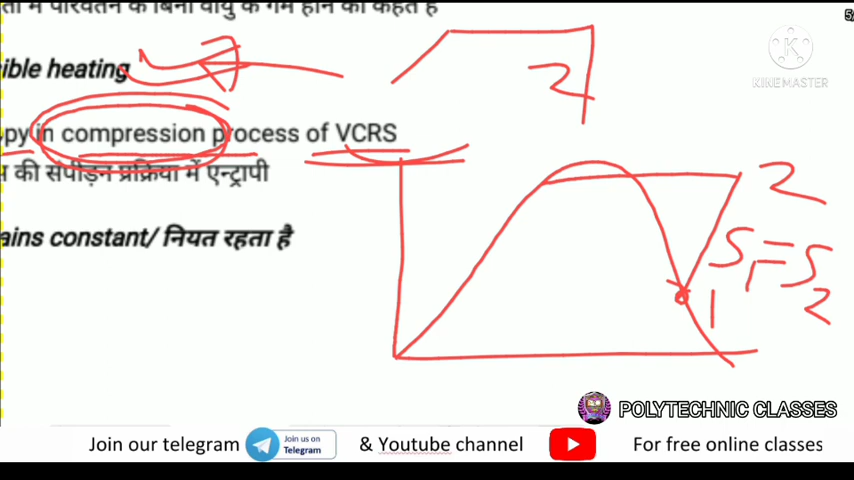 में परिवर्तन के बिना वायु के गर्म होने को कहते है
5/
K
KINEMASTER
ible heating
py in compression process of VCRS
की संपीड़न प्रक्रिया में एन्ट्रापी
ains constant/ नियत रहता है
2
2
S1=S2
1
POLYTECHNIC CLASSES
Join our telegram Join us on Telegram & Youtube channel For free online classes